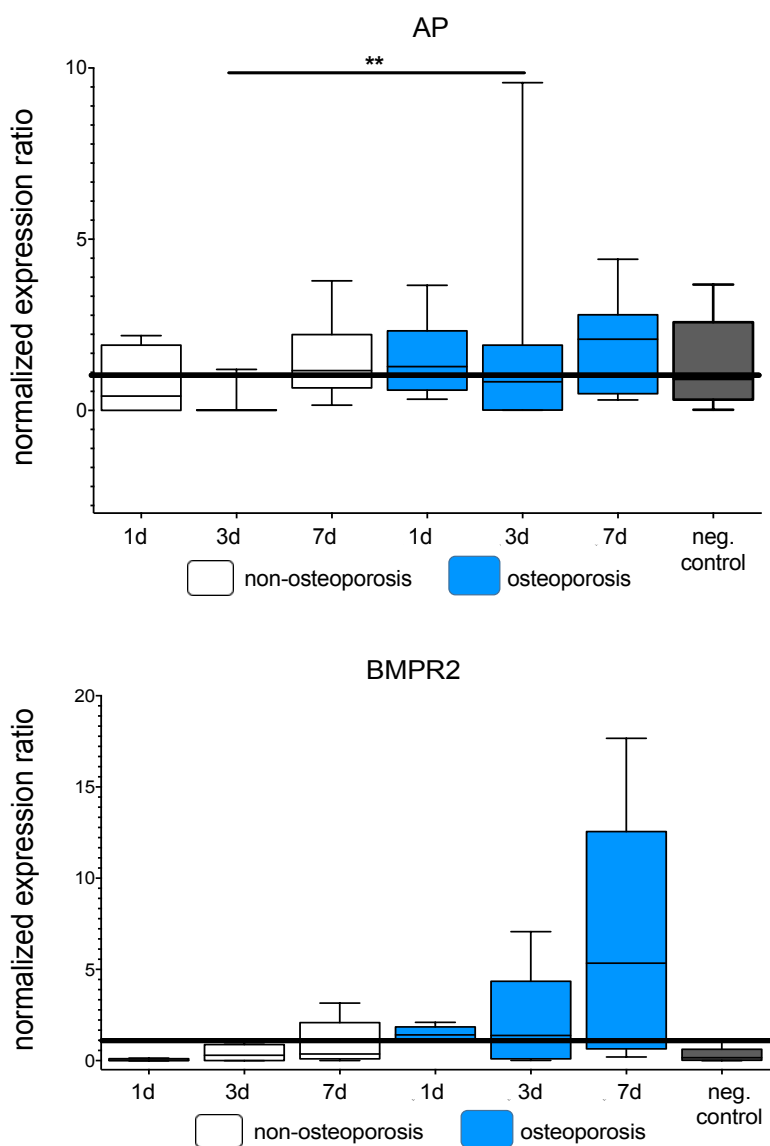 AP
**
10
5
0
normalized expression ratio
1d 3d 7d 1d 3d 7d neg. control
non-osteoporosis osteoporosis
BMPR2
20
15
10
5
0
normalized expression ratio
1d 3d 7d 1d 3d 7d neg. control
non-osteoporosis osteoporosis